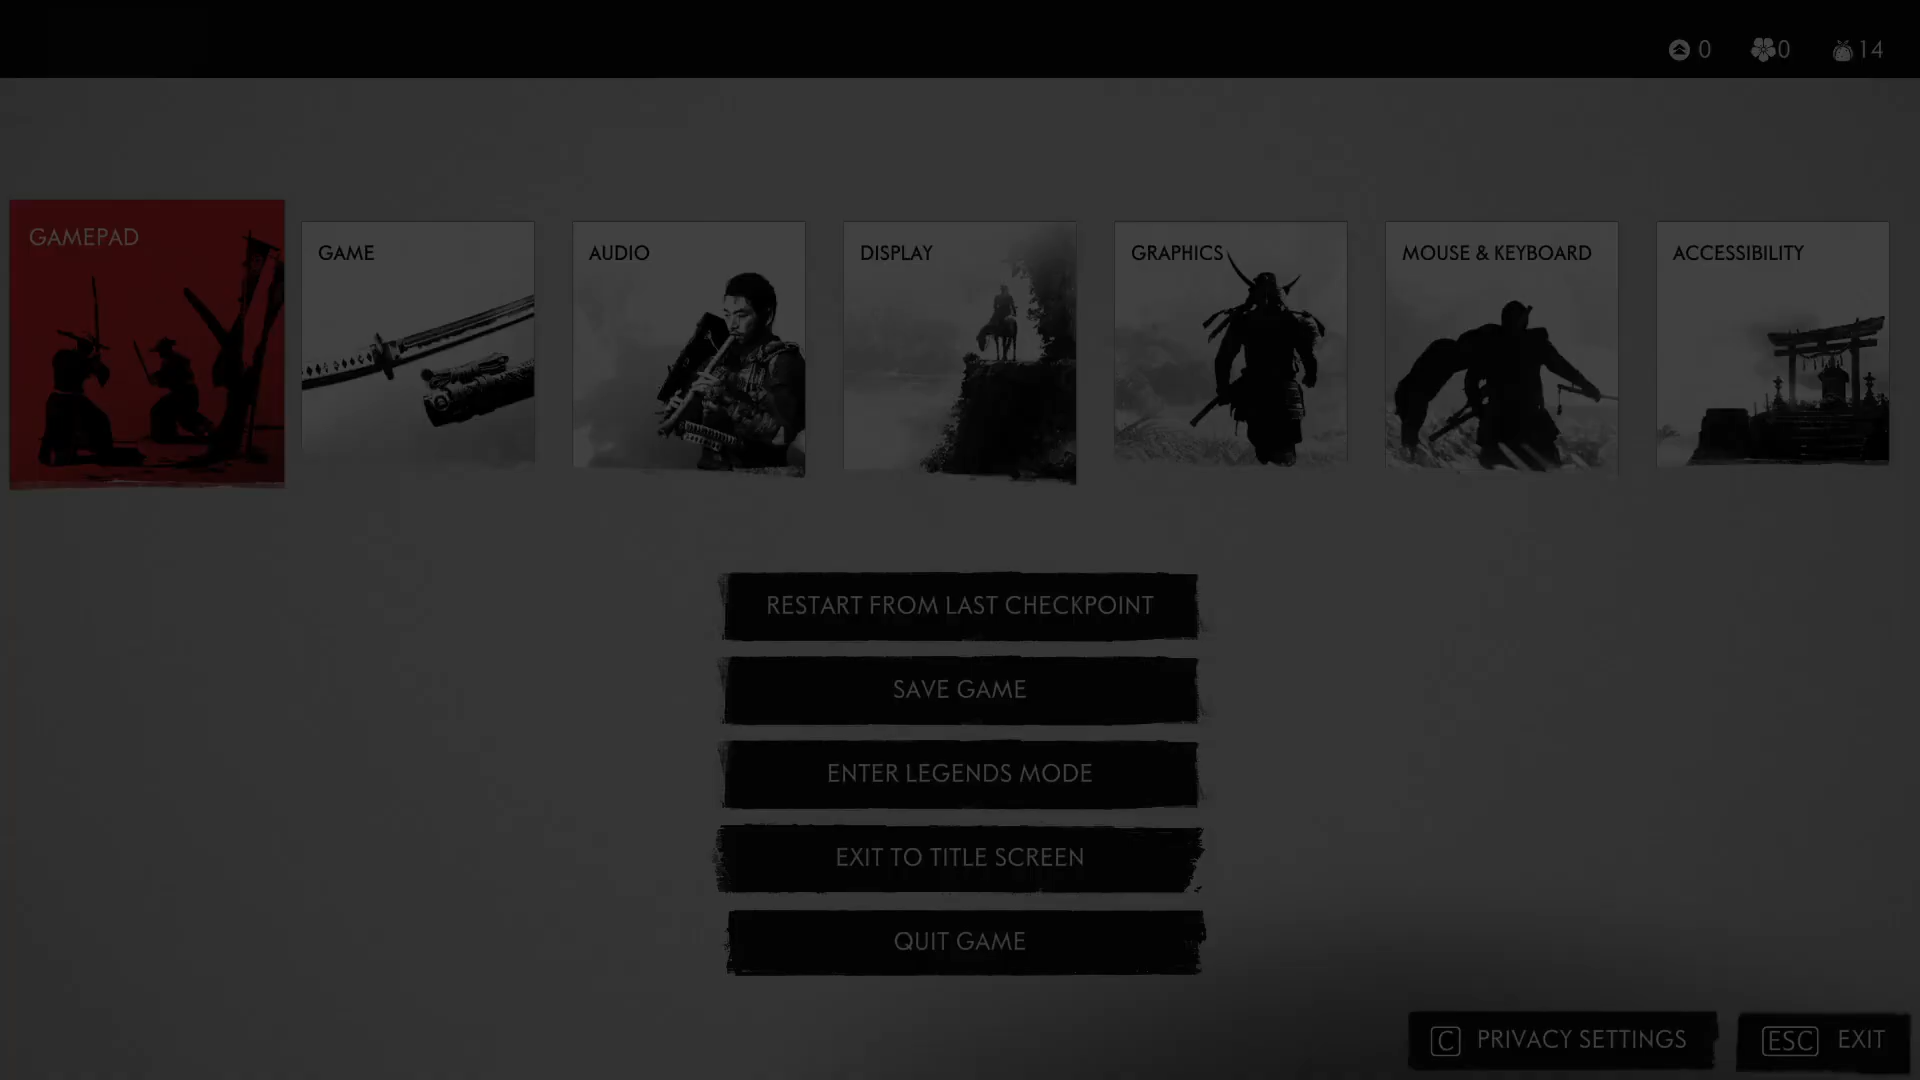 0 0 14
GAMEPAD
GAME
AUDIO
DISPLAY
GRAPHICS
MOUSE & KEYBOARD
ACCESSIBILITY
RESTART FROM LAST CHECKPOINT
SAVE GAME
ENTER LEGENDS MODE
EXIT TO TITLE SCREEN
QUIT GAME
C PRIVACY SETTINGS
ESC EXIT